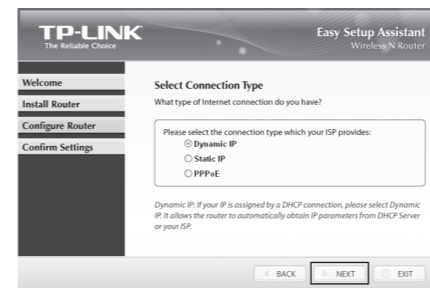 TP-LINK
The Reliable Choice
Easy Setup Assistant
Wireless N Router
Welcome
Install Router
Configure Router
Confirm Settings
Select Connection Type
What type of Internet connection do you have?
Please select the connection type which your ISP provides:
Dynamic IP
Static IP
PPPoE
Dynamic IP: If your IP is assigned by a DHCP connection, please select Dynamic
IP. It allows the router to automatically obtain IP parameters from DHCP Server
or your ISP.
BACK
NEXT
EXIT